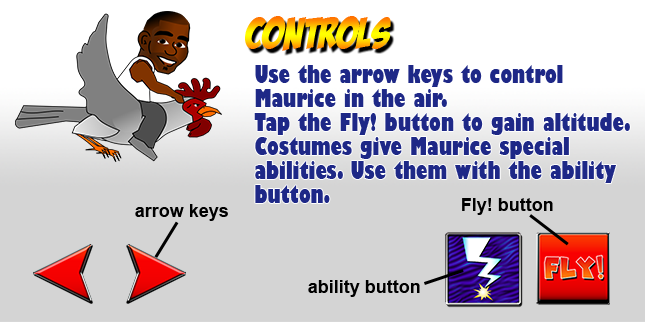 CONTROLS
Use the arrow keys to control
Maurice in the air.
Tap the Fly! button to gain altitude.
Costumes give Maurice special
abilities. Use them with the ability
button.
Fly! button
arrow keys
FLY!
ability button